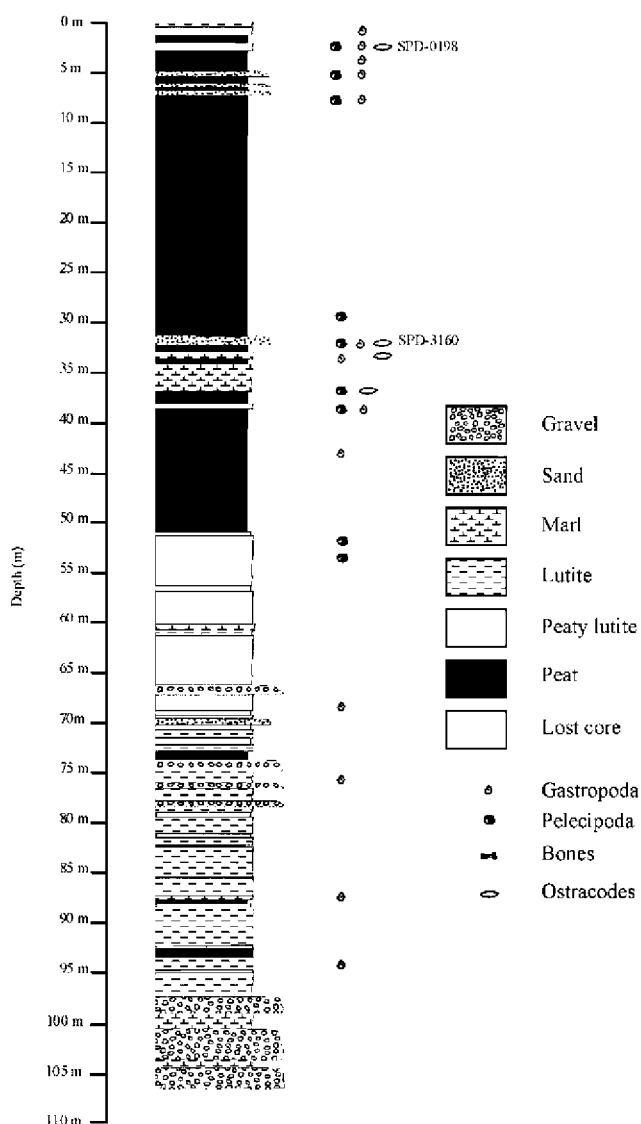 0 m
SPD-0198
5 m
10 m
15 m
20 m
25 m
30 m
SPD-3160
35 m
40 m
45 m
50 m
55 m
60 m
65 m
70 m
75 m
80 m
85 m
90 m
95 m
100 m
105 m
110 m
Depth (m)
Gravel
Sand
Marl
Lutite
Peaty lutite
Peat
Lost core
Gastropoda
Pelecipoda
Bones
Ostracodes